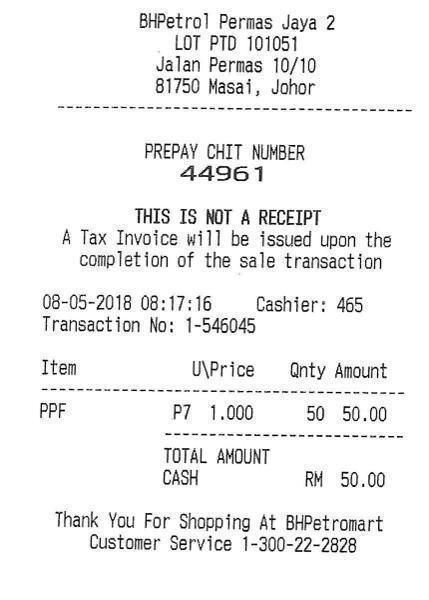 BHPetrol Permas Jaya 2
LOT PTD 101051
Jalan Permas 10/10
81750 Masai, Johor
PREPAY CHIT NUMBER
44961
THIS IS NOT A RECEIPT
A Tax Invoice will be issued upon the
completion of the sale transaction
08-05-2018 08:17:16 Cashier: 465
Transaction No: 1-546045
Item U\Price Qnty Amount
PPF P7 1.000 50 50.00
TOTAL AMOUNT
CASH RM 50.00
Thank You For Shopping At BHPetromart
Customer Service 1-300-22-2828